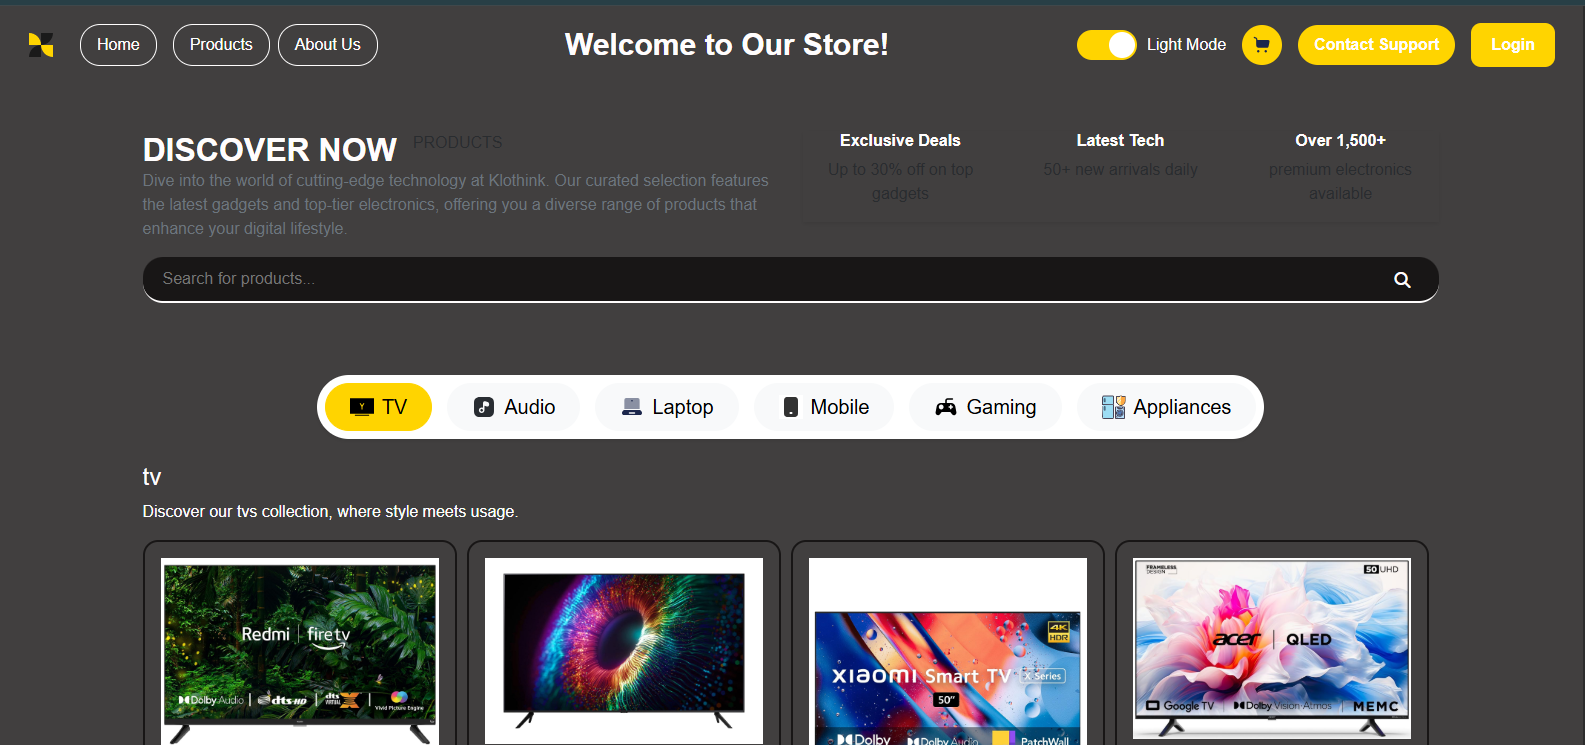 Home
Products
About Us
Welcome to Our Store!
Light Mode
Contact Support
Login
DISCOVER NOW PRODUCTS
Dive into the world of cutting-edge technology at Klothink. Our curated selection features
the latest gadgets and top-tier electronics, offering you a diverse range of products that
enhance your digital lifestyle.
Exclusive Deals
Up to 30% off on top
gadgets
Latest Tech
50+ new arrivals daily
Over 1,500+
premium electronics
available
Search for products...
TV
Audio
Laptop
Mobile
Gaming
Appliances
tv
Discover our tvs collection, where style meets usage.
Redmi | firetv
Dolby Audio | dts-HD | dts VIRTUAL:X | Vivid Picture Engine
4K
HDR
xiaomi Smart TV X-Series
50"
Dolby Dolby Audio PatchWall
FRAMELESS
DESIGN
50 UHD
acer | QLED
Google TV Dolby Vision·Atmos MEMC